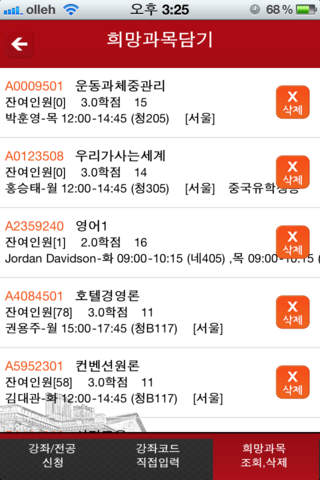 olleh 오후 3:25 68 %
희망과목담기
A0009501 운동과체중관리
잔여인원[0] 3.0학점 15
박훈영-목 12:00-14:45 (청205) [서울]
X
삭제
A0123508 우리가사는세계
잔여인원[0] 3.0학점 14
홍승태-월 12:00-14:45 (청305) [서울] 중국유학생용
X
삭제
A2359240 영어1
잔여인원[1] 2.0학점 16
Jordan Davidson-화 09:00-10:15 (네405) ,목 09:00-10:15 (네
X
삭제
A4084501 호텔경영론
잔여인원[78] 3.0학점 11
권용주-월 15:00-17:45 (청B117) [서울]
X
삭제
A5952301 컨벤션원론
잔여인원[58] 3.0학점 11
김대관-화 12:00-14:45 (청B117) [서울]
X
삭제
강좌/전공
신청
강좌코드
직접입력
희망과목
조회,삭제